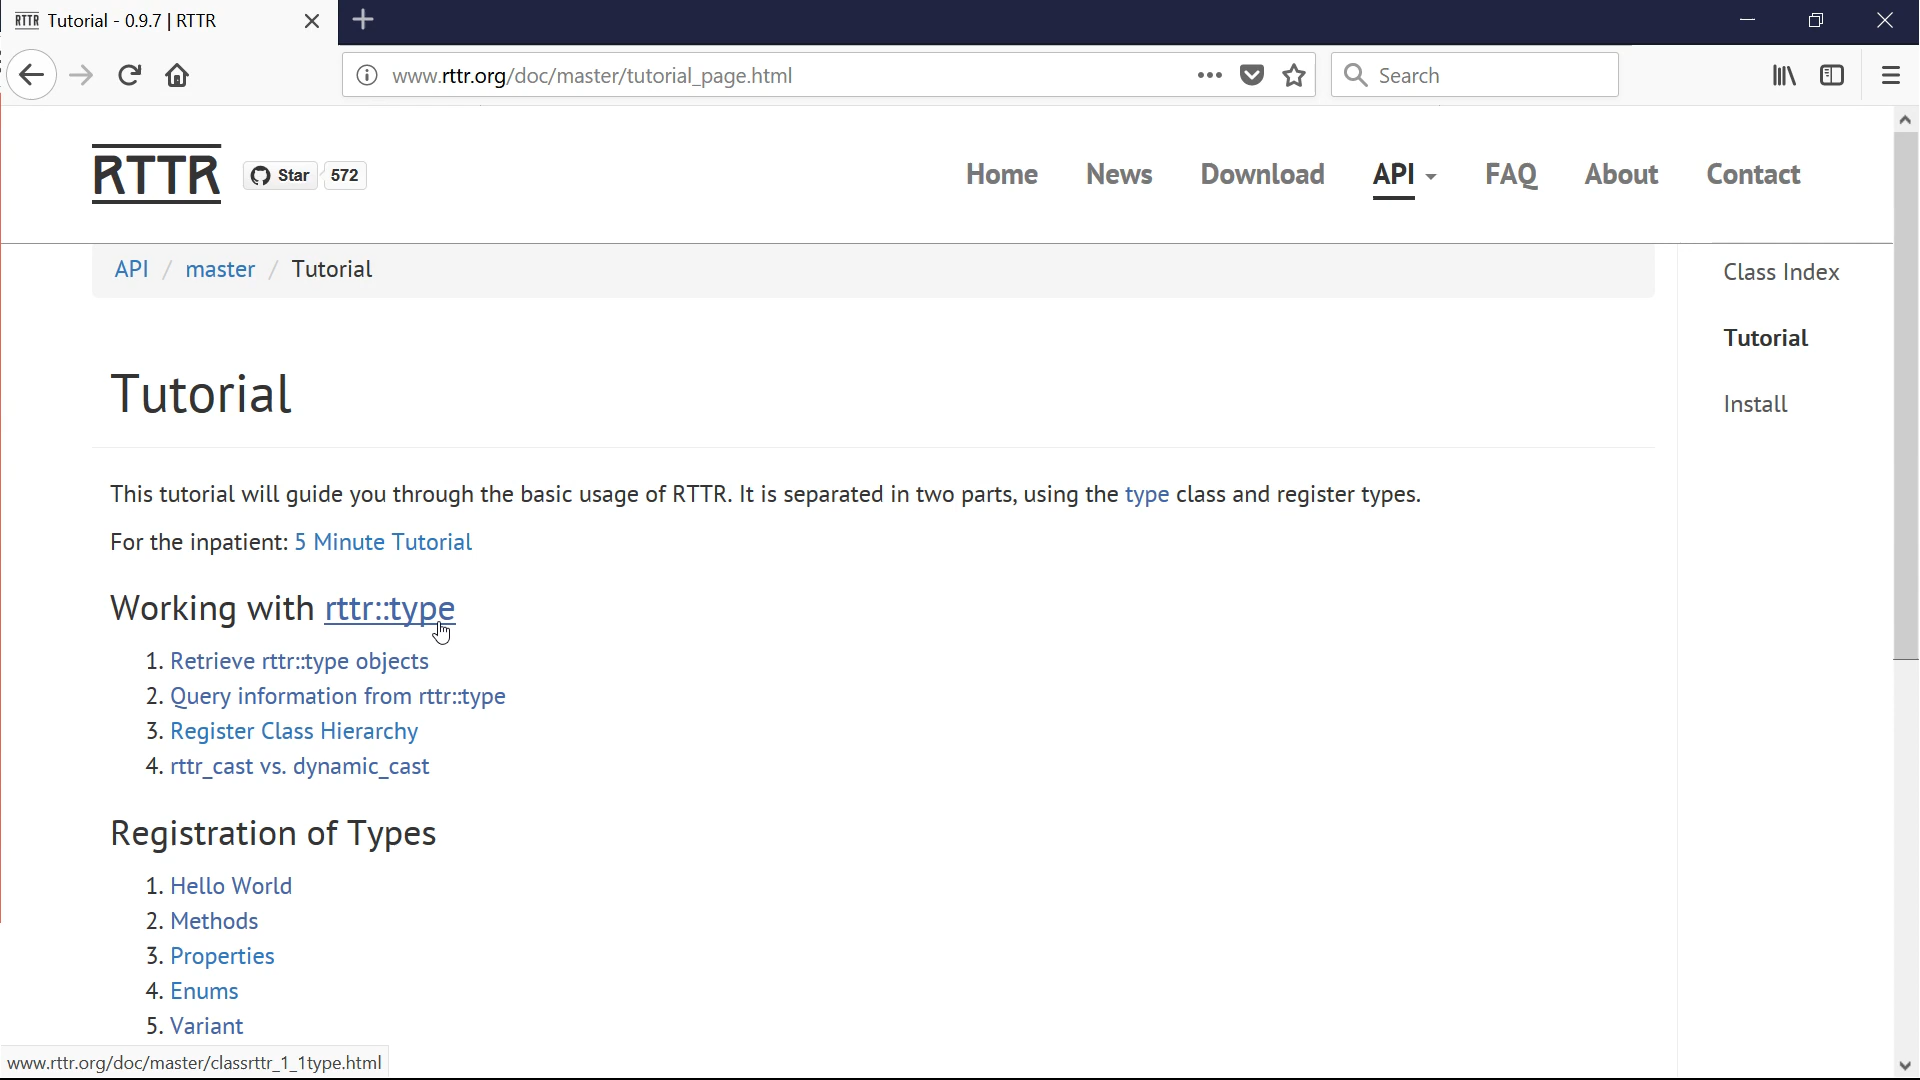 RTTR Tutorial - 0.9.7 | RTTR
www.rttr.org/doc/master/tutorial_page.html
Search
RTTR
Star 572
Home News Download API FAQ About Contact
API / master / Tutorial
Class Index
Tutorial
Install
Tutorial
This tutorial will guide you through the basic usage of RTTR. It is separated in two parts, using the type class and register types.
For the inpatient: 5 Minute Tutorial
Working with rttr::type
1. Retrieve rttr::type objects
2. Query information from rttr::type
3. Register Class Hierarchy
4. rttr_cast vs. dynamic_cast
Registration of Types
1. Hello World
2. Methods
3. Properties
4. Enums
5. Variant
www.rttr.org/doc/master/classrttr_1_1type.html